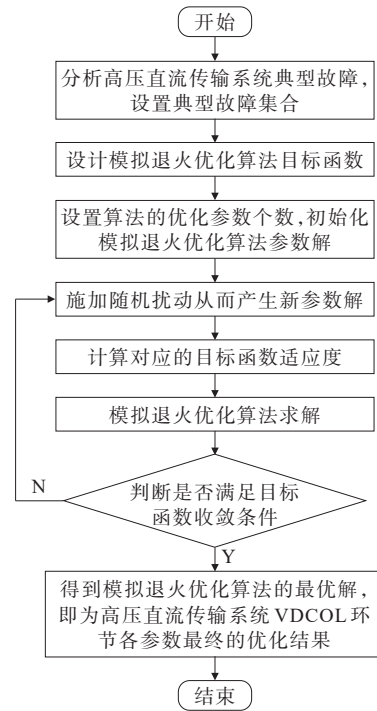 开始
分析高压直流传输系统典型故障，
设置典型故障集合
设计模拟退火优化算法目标函数
设置算法的优化参数个数,初始化
模拟退火优化算法参数解
施加随机扰动从而产生新参数解
计算对应的目标函数适应度
模拟退火优化算法求解
N
判断是否满足目标
函数收敛条件
Y
得到模拟退火优化算法的最优解，
即为高压直流传输系统VDCOL环
节各参数最终的优化结果
结束